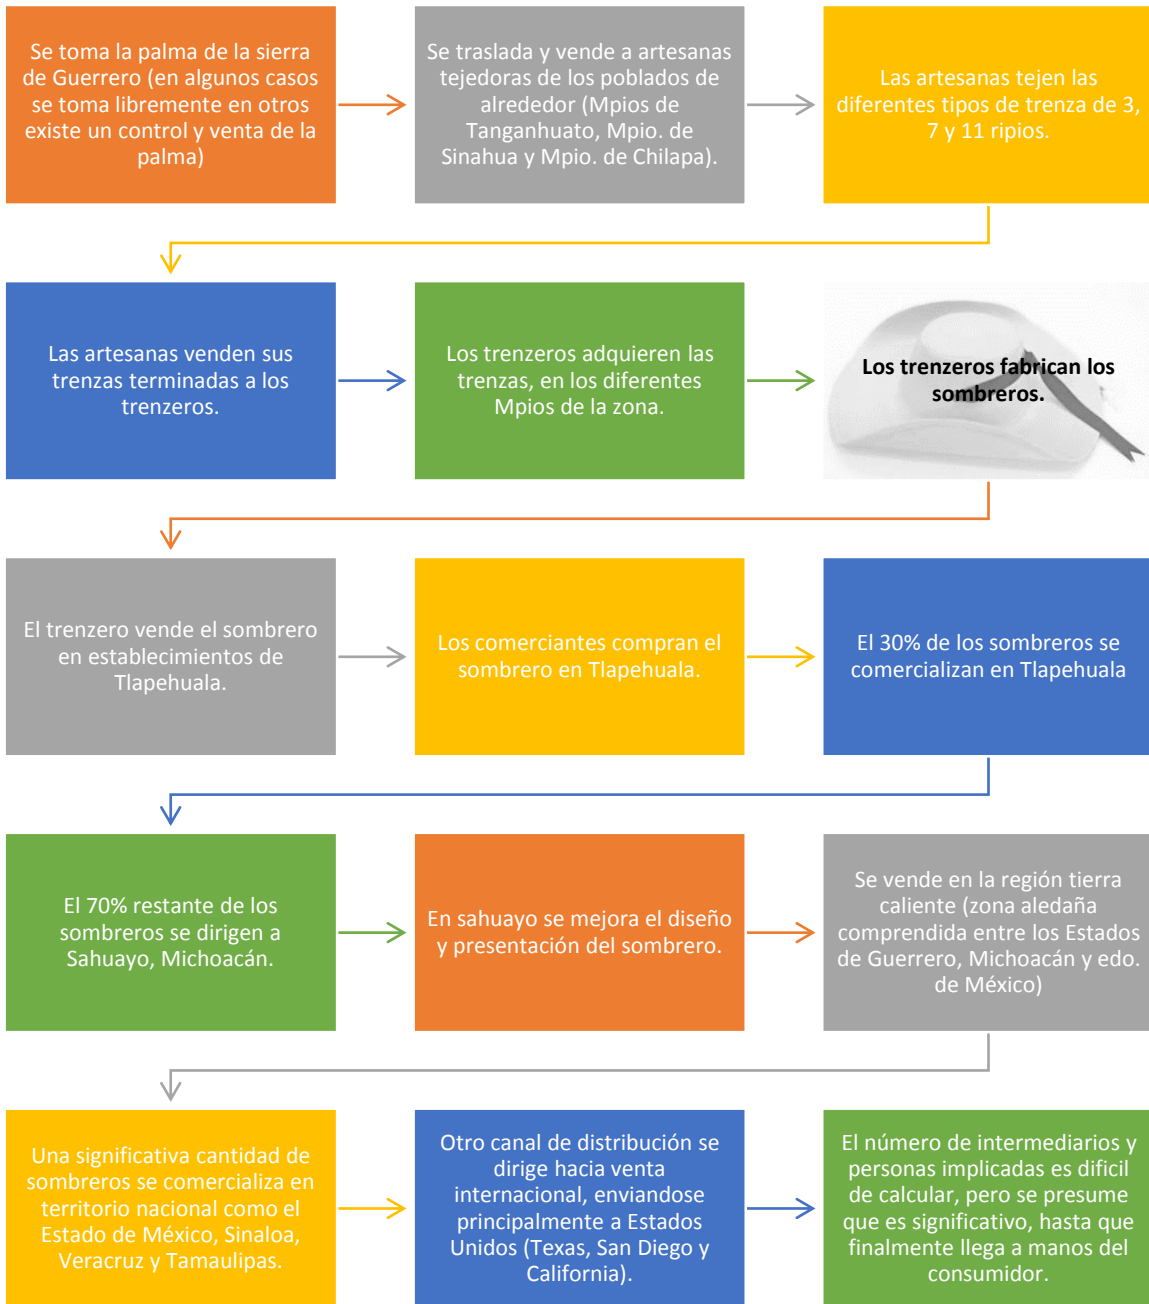 Se toma la palma de la sierra
de Guerrero (en algunos casos
se toma libremente en otros
existe un control y venta de la
palma)
Se traslada y vende a artesanas
tejedoras de los poblados de
alrededor (Mpios de
Tanganhuato, Mpio. de
Sinahua y Mpio. de Chilapa).
Las artesanas tejen las
diferentes tipos de trenza de 3,
7 y 11 ripios.
Las artesanas venden sus
trenzas terminadas a los
trenzeros.
Los trenzeros adquieren las
trenzas, en los diferentes
Mpios de la zona.
Los trenzeros fabrican los
sombreros.
El trenzero vende el sombrero
en establecimientos de
Tlapehuala.
Los comerciantes compran el
sombrero en Tlapehuala.
El 30% de los sombreros se
comercializan en Tlapehuala
El 70% restante de los
sombreros se dirigen a
Sahuayo, Michoacán.
En sahuayo se mejora el diseño
y presentación del sombrero.
Se vende en la región tierra
caliente (zona aledaña
comprendida entre los Estados
de Guerrero, Michoacán y edo.
de México)
Una significativa cantidad de
sombreros se comercializa en
territorio nacional como el
Estado de México, Sinaloa,
Veracruz y Tamaulipas.
Otro canal de distribución se
dirige hacia venta
internacional, enviandose
principalmente a Estados
Unidos (Texas, San Diego y
California).
El número de intermediarios y
personas implicadas es dificil
de calcular, pero se presume
que es significativo, hasta que
finalmente llega a manos del
consumidor.